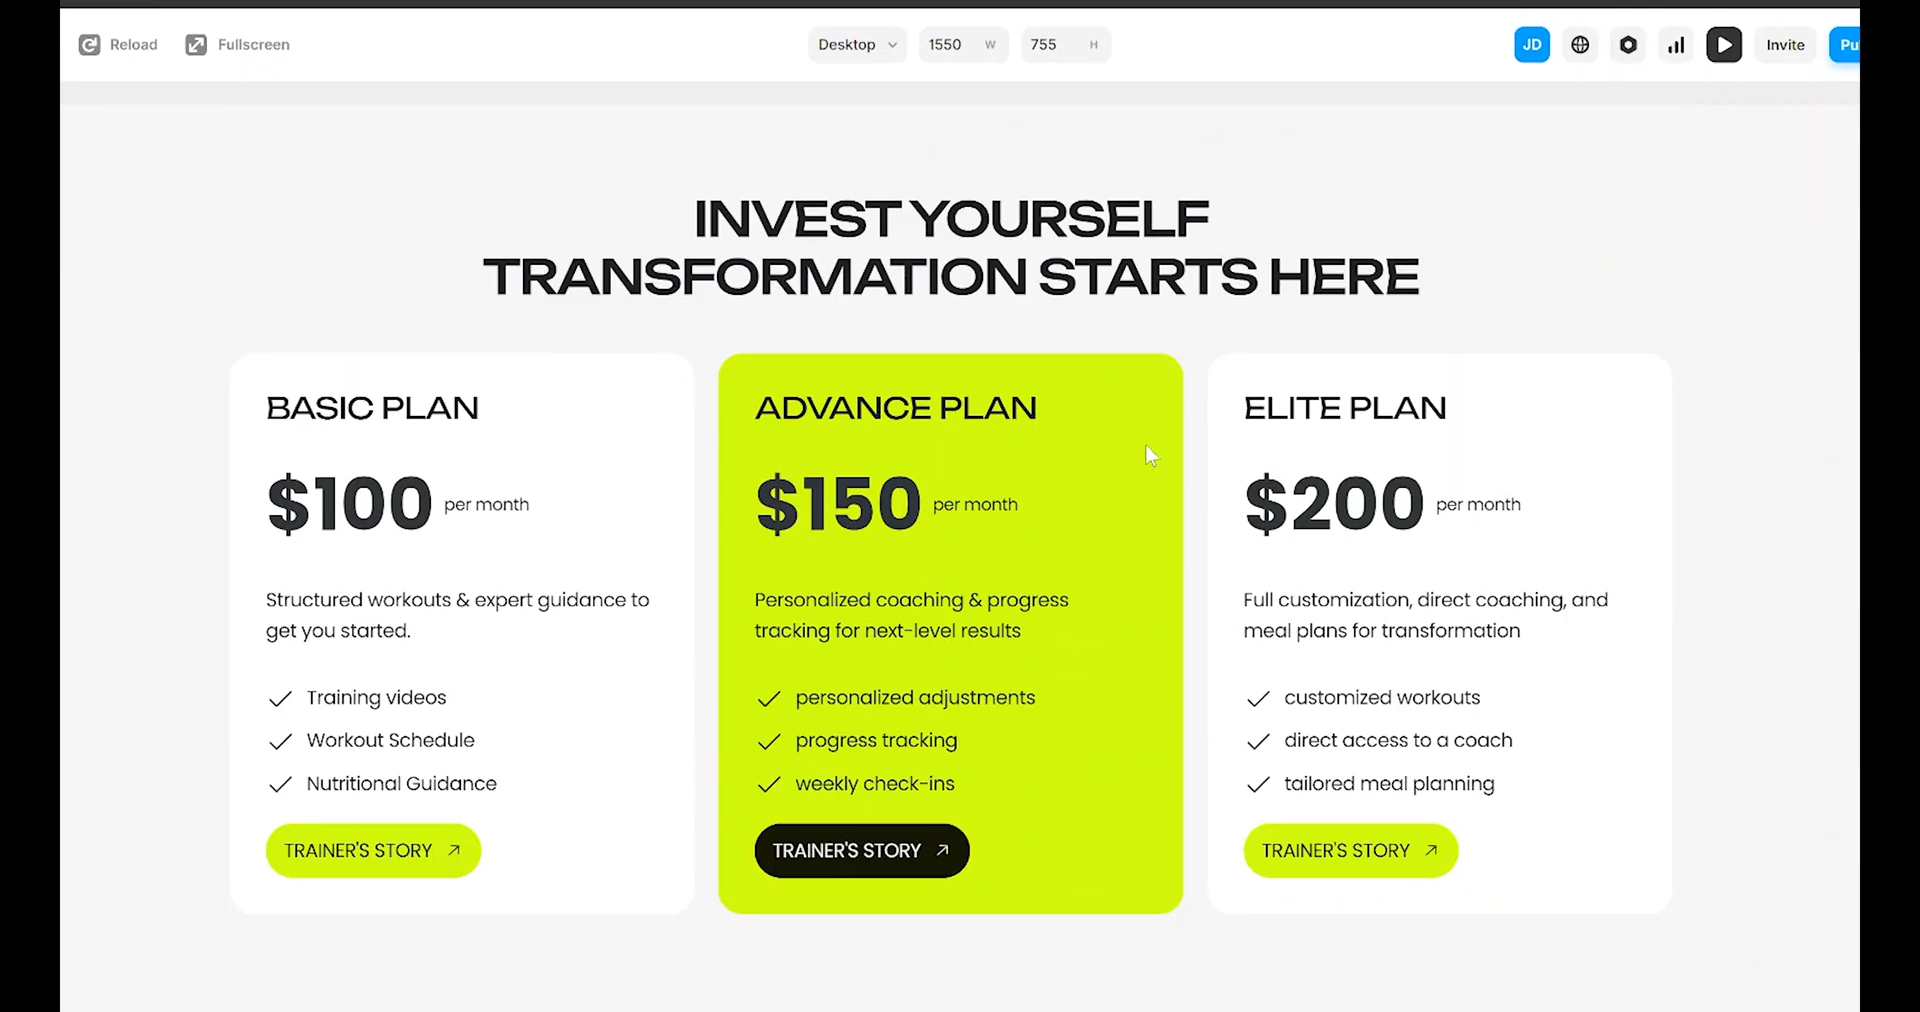 Reload Fullscreen Desktop 1550 W 755 H JD Invite Pu
INVEST YOURSELF
TRANSFORMATION STARTS HERE
BASIC PLAN
$100 per month
Structured workouts & expert guidance to
get you started.
Training videos
Workout Schedule
Nutritional Guidance
TRAINER'S STORY
ADVANCE PLAN
$150 per month
Personalized coaching & progress
tracking for next-level results
personalized adjustments
progress tracking
weekly check-ins
TRAINER'S STORY
ELITE PLAN
$200 per month
Full customization, direct coaching, and
meal plans for transformation
customized workouts
direct access to a coach
tailored meal planning
TRAINER'S STORY